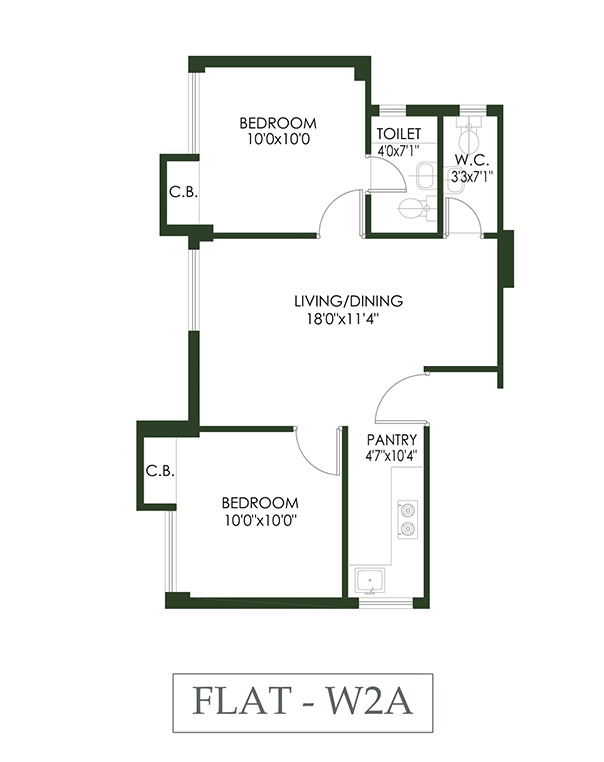 BEDROOM
10'0x10'0
TOILET
4'0x7'1"
W.C.
3'3x7'1"
C.B.
LIVING/DINING
18'0"x11'4"
PANTRY
4'7"x10'4"
C.B.
BEDROOM
10'0"x10'0"
FLAT - W2A